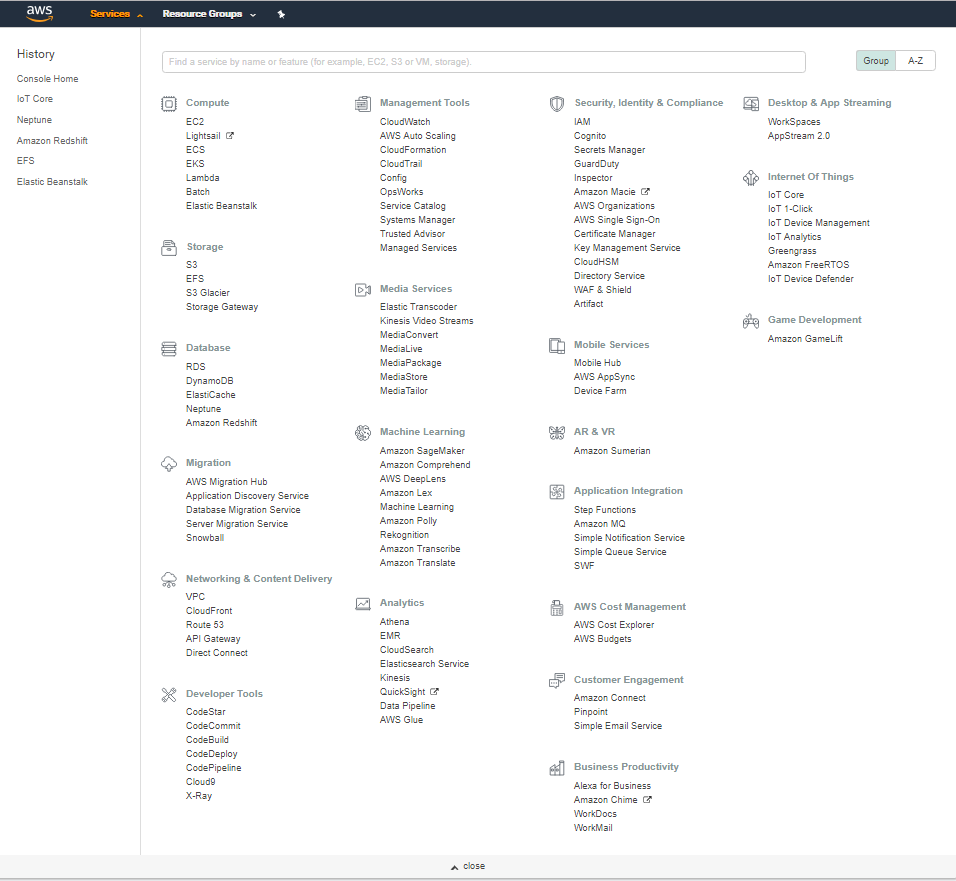 aws
Services
Resource Groups
History
Console Home
IoT Core
Neptune
Amazon Redshift
EFS
Elastic Beanstalk
Find a service by name or feature (for example, EC2, S3 or VM, storage).
Group
A-Z
Compute
EC2
Lightsail
ECS
EKS
Lambda
Batch
Elastic Beanstalk
Storage
S3
EFS
S3 Glacier
Storage Gateway
Database
RDS
DynamoDB
ElastiCache
Neptune
Amazon Redshift
Migration
AWS Migration Hub
Application Discovery Service
Database Migration Service
Server Migration Service
Snowball
Networking & Content Delivery
VPC
CloudFront
Route 53
API Gateway
Direct Connect
Developer Tools
CodeStar
CodeCommit
CodeBuild
CodeDeploy
CodePipeline
Cloud9
X-Ray
Management Tools
CloudWatch
AWS Auto Scaling
CloudFormation
CloudTrail
Config
OpsWorks
Service Catalog
Systems Manager
Trusted Advisor
Managed Services
Media Services
Elastic Transcoder
Kinesis Video Streams
MediaConvert
MediaLive
MediaPackage
MediaStore
MediaTailor
Machine Learning
Amazon SageMaker
Amazon Comprehend
AWS DeepLens
Amazon Lex
Machine Learning
Amazon Polly
Rekognition
Amazon Transcribe
Amazon Translate
Analytics
Athena
EMR
CloudSearch
Elasticsearch Service
Kinesis
QuickSight
Data Pipeline
AWS Glue
Security, Identity & Compliance
IAM
Cognito
Secrets Manager
GuardDuty
Inspector
Amazon Macie
AWS Organizations
AWS Single Sign-On
Certificate Manager
Key Management Service
CloudHSM
Directory Service
WAF & Shield
Artifact
Mobile Services
Mobile Hub
AWS AppSync
Device Farm
AR & VR
Amazon Sumerian
Application Integration
Step Functions
Amazon MQ
Simple Notification Service
Simple Queue Service
SWF
AWS Cost Management
AWS Cost Explorer
AWS Budgets
Customer Engagement
Amazon Connect
Pinpoint
Simple Email Service
Business Productivity
Alexa for Business
Amazon Chime
WorkDocs
WorkMail
Desktop & App Streaming
WorkSpaces
AppStream 2.0
Internet Of Things
IoT Core
IoT 1-Click
IoT Device Management
IoT Analytics
Greengrass
Amazon FreeRTOS
IoT Device Defender
Game Development
Amazon GameLift
close